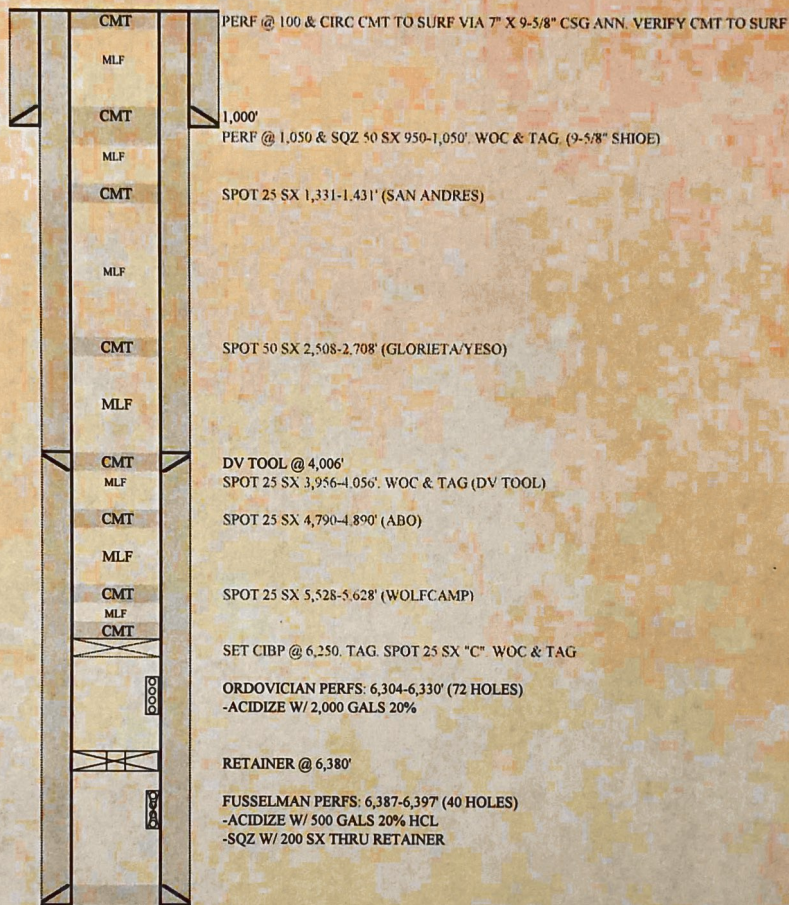 CMT PERF @ 100 & CIRC CMT TO SURF VIA 7" X 9-5/8" CSG ANN. VERIFY CMT TO SURF
MLF
CMT 1,000'
PERF @ 1,050 & SQZ 50 SX 950-1,050'. WOC & TAG. (9-5/8" SHIOE)
MLF
CMT SPOT 25 SX 1,331-1.431' (SAN ANDRES)
MLF
CMT SPOT 50 SX 2,508-2,708' (GLORIETA/YESO)
MLF
CMT DV TOOL @ 4,006'
MLF SPOT 25 SX 3,956-4.056'. WOC & TAG (DV TOOL)
CMT SPOT 25 SX 4,790-4.890' (ABO)
MLF
CMT SPOT 25 SX 5,528-5.628' (WOLFCAMP)
MLF
CMT
SET CIBP @ 6,250. TAG. SPOT 25 SX "C". WOC & TAG
ORDOVICIAN PERFS: 6,304-6,330' (72 HOLES)
-ACIDIZE W/ 2,000 GALS 20%
RETAINER @ 6,380'
FUSSELMAN PERFS: 6,387-6,397' (40 HOLES)
-ACIDIZE W/ 500 GALS 20% HCL
-SQZ W/ 200 SX THRU RETAINER